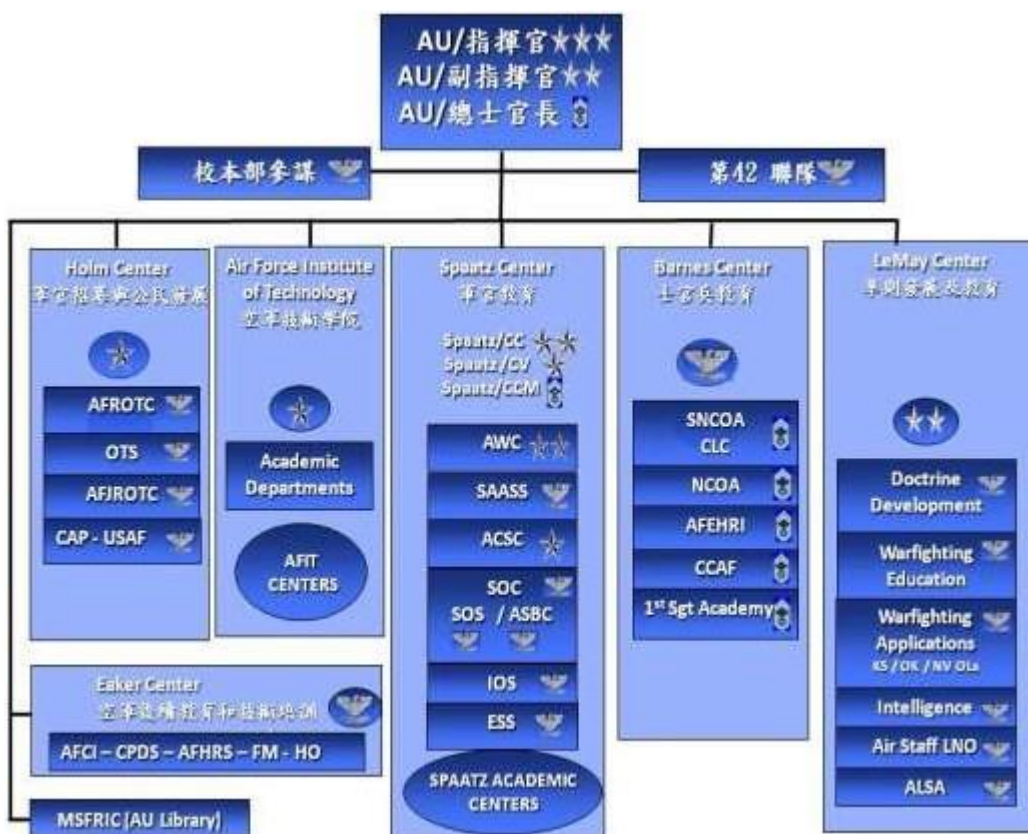 AU/指揮官
AU/副指揮官
AU/總士官長
校本部參謀
第42 聯隊
Holm Center
軍官招募與公民發展
AFROTC
OTS
AFJROTC
CAP - USAF
Air Force Institute
of Technology
空軍技術學院
Academic
Departments
AFIT
CENTERS
Spaatz Center
軍官教育
Spaatz/CC
Spaatz/CV
Spaatz/CCM
AWC
SAASS
ACSC
SOC
SOS / ASBC
IOS
ESS
SPAATZ ACADEMIC
CENTERS
Barnes Center
士官兵教育
SNCOA
CLC
NCOA
AFEHRI
CCAF
1st Sgt Academy
LeMay Center
準則發展及教育
Doctrine
Development
Warfighting
Education
Warfighting
Applications
KS / OK / NV OLs
Intelligence
Air Staff LNO
ALSA
Eaker Center
空軍後續教育和技術培訓
AFCI – CPDS – AFHRS – FM - HO
MSFRIC (AU Library)